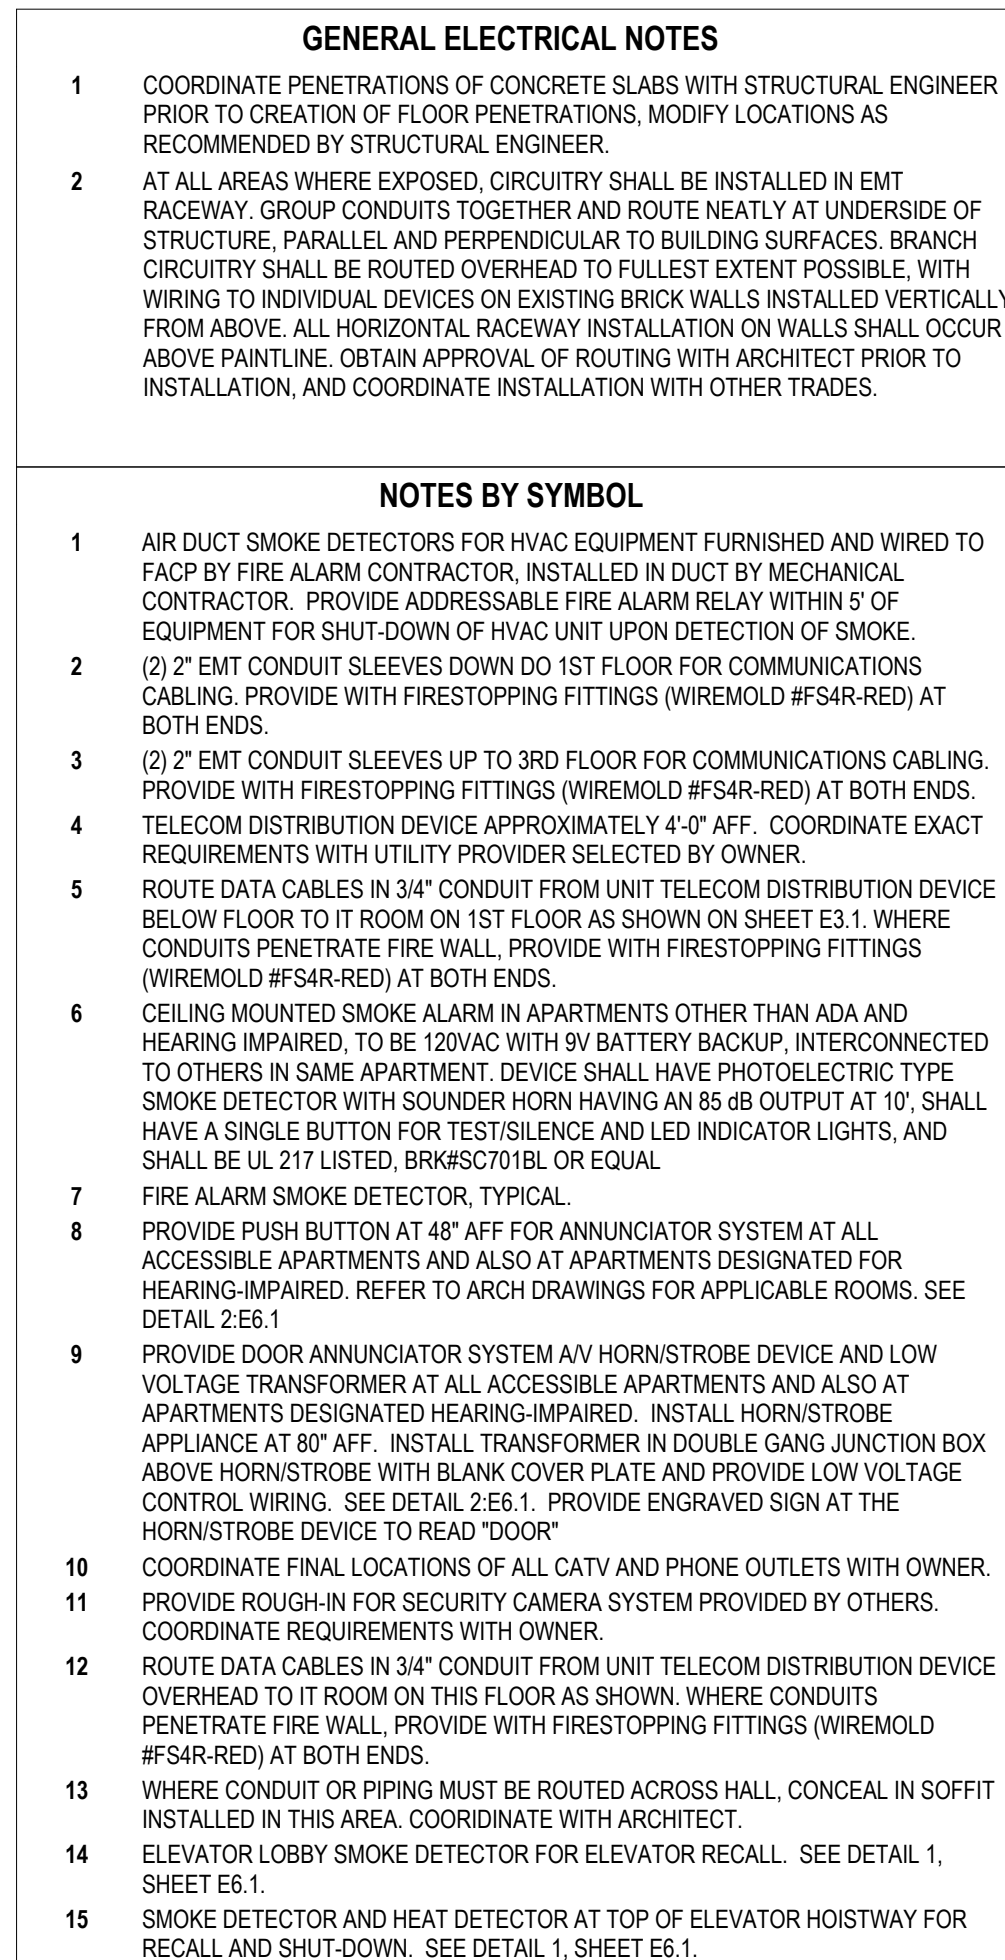 GENERAL ELECTRICAL NOTES
1 COORDINATE PENETRATIONS OF CONCRETE SLABS WITH STRUCTURAL ENGINEER
PRIOR TO CREATION OF FLOOR PENETRATIONS, MODIFY LOCATIONS AS
RECOMMENDED BY STRUCTURAL ENGINEER.
2 AT ALL AREAS WHERE EXPOSED, CIRCUITRY SHALL BE INSTALLED IN EMT
RACEWAY. GROUP CONDUITS TOGETHER AND ROUTE NEATLY AT UNDERSIDE OF
STRUCTURE, PARALLEL AND PERPENDICULAR TO BUILDING SURFACES. BRANCH
CIRCUITRY SHALL BE ROUTED OVERHEAD TO FULLEST EXTENT POSSIBLE, WITH
WIRING TO INDIVIDUAL DEVICES ON EXISTING BRICK WALLS INSTALLED VERTICALLY
FROM ABOVE. ALL HORIZONTAL RACEWAY INSTALLATION ON WALLS SHALL OCCUR
ABOVE PAINTLINE. OBTAIN APPROVAL OF ROUTING WITH ARCHITECT PRIOR TO
INSTALLATION, AND COORDINATE INSTALLATION WITH OTHER TRADES.
NOTES BY SYMBOL
1 AIR DUCT SMOKE DETECTORS FOR HVAC EQUIPMENT FURNISHED AND WIRED TO
FACP BY FIRE ALARM CONTRACTOR, INSTALLED IN DUCT BY MECHANICAL
CONTRACTOR. PROVIDE ADDRESSABLE FIRE ALARM RELAY WITHIN 5' OF
EQUIPMENT FOR SHUT-DOWN OF HVAC UNIT UPON DETECTION OF SMOKE.
2 (2) 2" EMT CONDUIT SLEEVES DOWN DO 1ST FLOOR FOR COMMUNICATIONS
CABLING. PROVIDE WITH FIRESTOPPING FITTINGS (WIREMOLD #FS4R-RED) AT
BOTH ENDS.
3 (2) 2" EMT CONDUIT SLEEVES UP TO 3RD FLOOR FOR COMMUNICATIONS CABLING.
PROVIDE WITH FIRESTOPPING FITTINGS (WIREMOLD #FS4R-RED) AT BOTH ENDS.
4 TELECOM DISTRIBUTION DEVICE APPROXIMATELY 4'-0" AFF. COORDINATE EXACT
REQUIREMENTS WITH UTILITY PROVIDER SELECTED BY OWNER.
5 ROUTE DATA CABLES IN 3/4" CONDUIT FROM UNIT TELECOM DISTRIBUTION DEVICE
BELOW FLOOR TO IT ROOM ON 1ST FLOOR AS SHOWN ON SHEET E3.1. WHERE
CONDUITS PENETRATE FIRE WALL, PROVIDE WITH FIRESTOPPING FITTINGS
(WIREMOLD #FS4R-RED) AT BOTH ENDS.
6 CEILING MOUNTED SMOKE ALARM IN APARTMENTS OTHER THAN ADA AND
HEARING IMPAIRED, TO BE 120VAC WITH 9V BATTERY BACKUP, INTERCONNECTED
TO OTHERS IN SAME APARTMENT. DEVICE SHALL HAVE PHOTOELECTRIC TYPE
SMOKE DETECTOR WITH SOUNDER HORN HAVING AN 85 dB OUTPUT AT 10', SHALL
HAVE A SINGLE BUTTON FOR TEST/SILENCE AND LED INDICATOR LIGHTS, AND
SHALL BE UL 217 LISTED, BRK#SC701BL OR EQUAL
7 FIRE ALARM SMOKE DETECTOR, TYPICAL.
8 PROVIDE PUSH BUTTON AT 48" AFF FOR ANNUNCIATOR SYSTEM AT ALL
ACCESSIBLE APARTMENTS AND ALSO AT APARTMENTS DESIGNATED FOR
HEARING-IMPAIRED. REFER TO ARCH DRAWINGS FOR APPLICABLE ROOMS. SEE
DETAIL 2:E6.1
9 PROVIDE DOOR ANNUNCIATOR SYSTEM A/V HORN/STROBE DEVICE AND LOW
VOLTAGE TRANSFORMER AT ALL ACCESSIBLE APARTMENTS AND ALSO AT
APARTMENTS DESIGNATED HEARING-IMPAIRED. INSTALL HORN/STROBE
APPLIANCE AT 80" AFF. INSTALL TRANSFORMER IN DOUBLE GANG JUNCTION BOX
ABOVE HORN/STROBE WITH BLANK COVER PLATE AND PROVIDE LOW VOLTAGE
CONTROL WIRING. SEE DETAIL 2:E6.1. PROVIDE ENGRAVED SIGN AT THE
HORN/STROBE DEVICE TO READ "DOOR"
10 COORDINATE FINAL LOCATIONS OF ALL CATV AND PHONE OUTLETS WITH OWNER.
11 PROVIDE ROUGH-IN FOR SECURITY CAMERA SYSTEM PROVIDED BY OTHERS.
COORDINATE REQUIREMENTS WITH OWNER.
12 ROUTE DATA CABLES IN 3/4" CONDUIT FROM UNIT TELECOM DISTRIBUTION DEVICE
OVERHEAD TO IT ROOM ON THIS FLOOR AS SHOWN. WHERE CONDUITS
PENETRATE FIRE WALL, PROVIDE WITH FIRESTOPPING FITTINGS (WIREMOLD
#FS4R-RED) AT BOTH ENDS.
13 WHERE CONDUIT OR PIPING MUST BE ROUTED ACROSS HALL, CONCEAL IN SOFFIT
INSTALLED IN THIS AREA. COORIDINATE WITH ARCHITECT.
14 ELEVATOR LOBBY SMOKE DETECTOR FOR ELEVATOR RECALL. SEE DETAIL 1,
SHEET E6.1.
15 SMOKE DETECTOR AND HEAT DETECTOR AT TOP OF ELEVATOR HOISTWAY FOR
RECALL AND SHUT-DOWN. SEE DETAIL 1, SHEET E6.1.